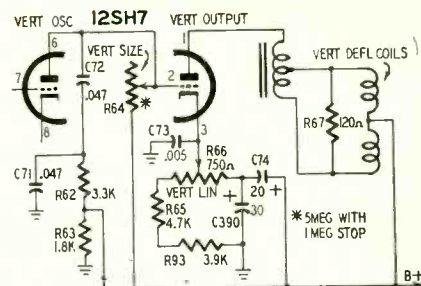 VERT OSC 12SH7 VERT OUTPUT
6
VERT SIZE
VERT DEFL COILS
C72
7
.047
R64
*
2
8
C73
3
R67
120Ω
.005
R66
750Ω
C74
C71
.047
R62
3.3K
VERT LIN
+
20
+
R65
4.7K
30
C390
*5MEG WITH
1 MEG STOP
R63
1.8K
R93
3.9K
B+